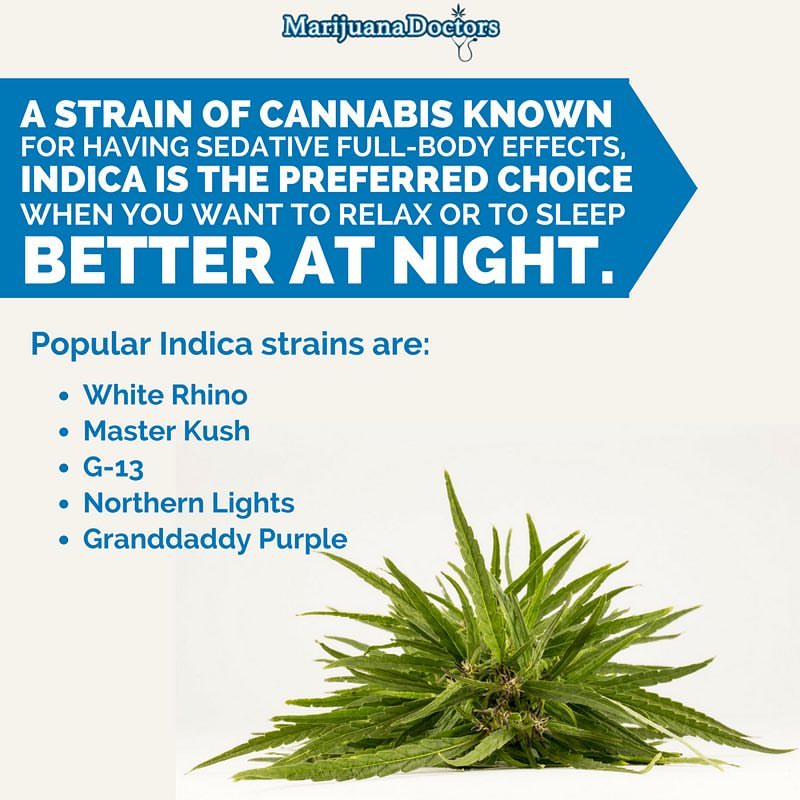 MarijuanaDoctors
A STRAIN OF CANNABIS KNOWN
FOR HAVING SEDATIVE FULL-BODY EFFECTS,
INDICA IS THE PREFERRED CHOICE
WHEN YOU WANT TO RELAX OR TO SLEEP
BETTER AT NIGHT.
Popular Indica strains are:
• White Rhino
• Master Kush
• G-13
• Northern Lights
• Granddaddy Purple